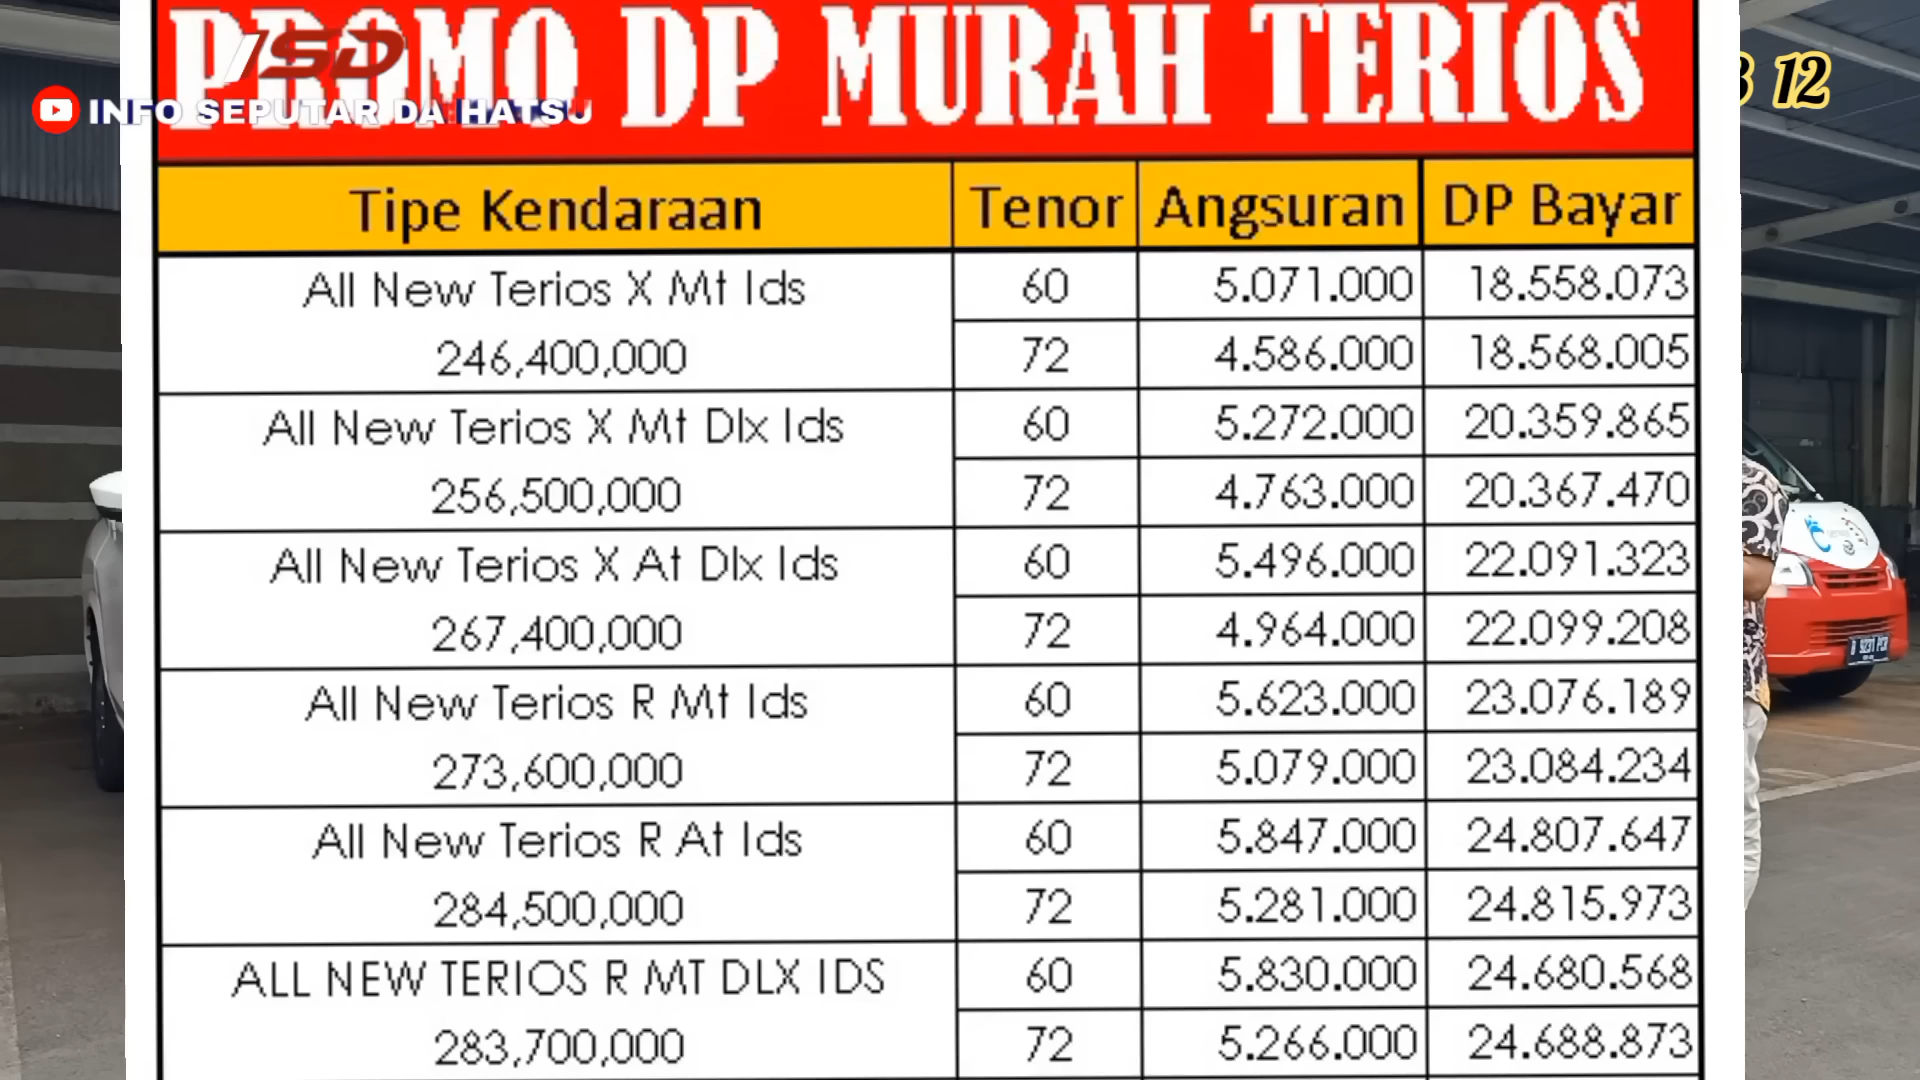 PROMO DP MURAH TERIOS
ISD
INFO SEPUTAR DAIHATSU
12
Tipe Kendaraan Tenor Angsuran DP Bayar
All New Terios X Mt Ids 60 5.071.000 18.558.073
246,400,000 72 4.586.000 18.568.005
All New Terios X Mt Dlx Ids 60 5.272.000 20.359.865
256,500,000 72 4.763.000 20.367.470
All New Terios X At Dlx Ids 60 5.496.000 22.091.323
267,400,000 72 4.964.000 22.099.208
All New Terios R Mt Ids 60 5.623.000 23.076.189
273,600,000 72 5.079.000 23.084.234
All New Terios R At Ids 60 5.847.000 24.807.647
284,500,000 72 5.281.000 24.815.973
ALL NEW TERIOS R MT DLX IDS 60 5.830.000 24.680.568
283,700,000 72 5.266.000 24.688.873